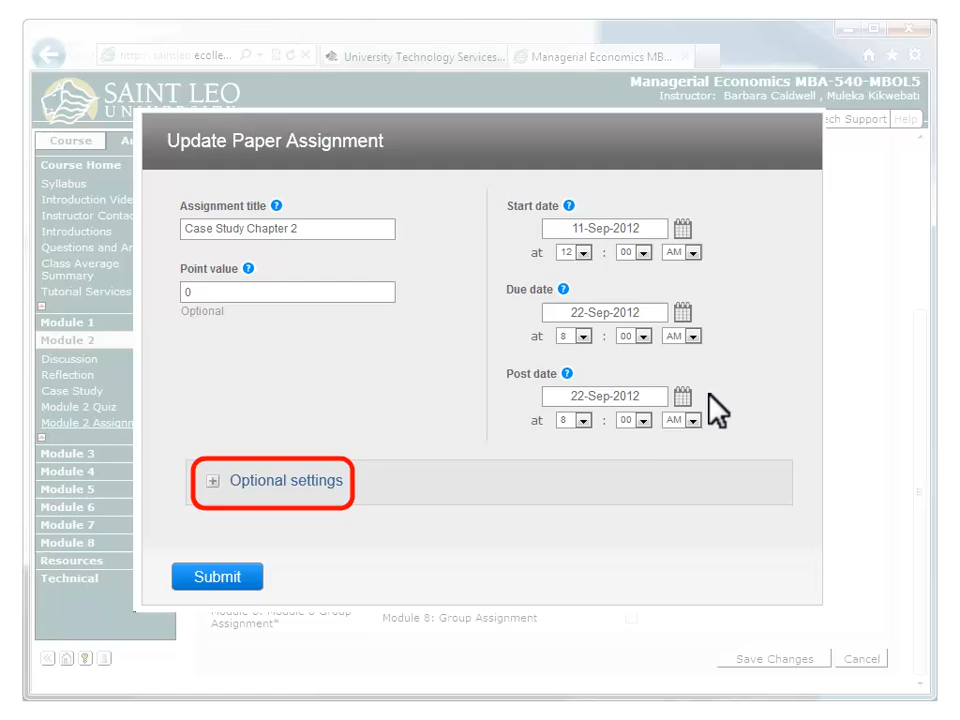 http://saintleo.ecolle...
University Technology Services...
Managerial Economics MB...
SAINT LEO
Managerial Economics MBA-540-MBOL5
Instructor: Barbara Caldwell , Muleka Kikwebati
Help
Course
Update Paper Assignment
Course Home
Syllabus
Introduction Vide
Instructor Contac
Introductions
Questions and An
Class Average
Summary
Tutorial Services
Module 1
Module 2
Discussion
Reflection
Case Study
Module 2 Quiz
Module 2 Assignm
Module 3
Module 4
Module 5
Module 6
Module 7
Module 8
Resources
Technical
Assignment title
Case Study Chapter 2
Point value
0
Optional
Start date
11-Sep-2012
at 12 : 00 AM
Due date
22-Sep-2012
at 8 : 00 AM
Post date
22-Sep-2012
at 8 : 00 AM
Optional settings
Submit
Assignment*
Module 8: Group Assignment
Save Changes
Cancel